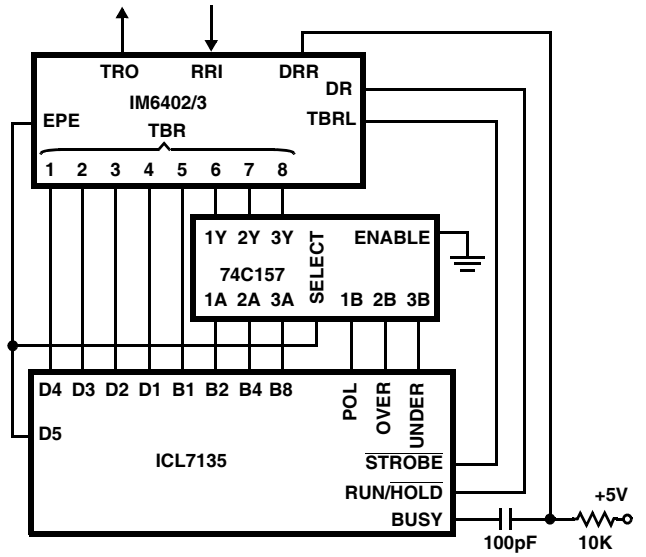 TRO RRI DRR
DR
IM6402/3
EPE TBRL
TBR
1 2 3 4 5 6 7 8
1Y 2Y 3Y SELECT ENABLE
74C157
1A 2A 3A 1B 2B 3B
D4 D3 D2 D1 B1 B2 B4 B8 POL OVER UNDER
D5
ICL7135
STROBE
RUN/HOLD
BUSY
+5V
100pF 10K